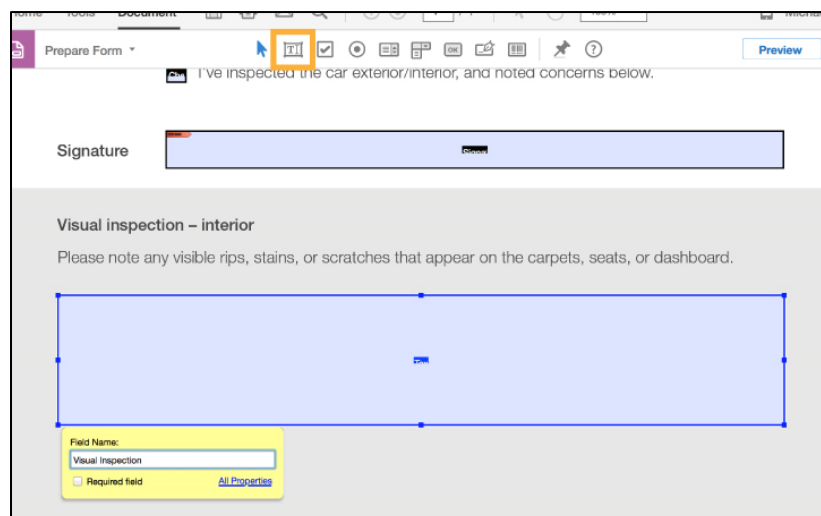 Tools Document
Prepare Form
T OK ? Preview
I've inspected the car exterior/interior, and noted concerns below.
Signature
Visual inspection – interior
Please note any visible rips, stains, or scratches that appear on the carpets, seats, or dashboard.
Field Name:
Visual Inspection
Required field All Properties